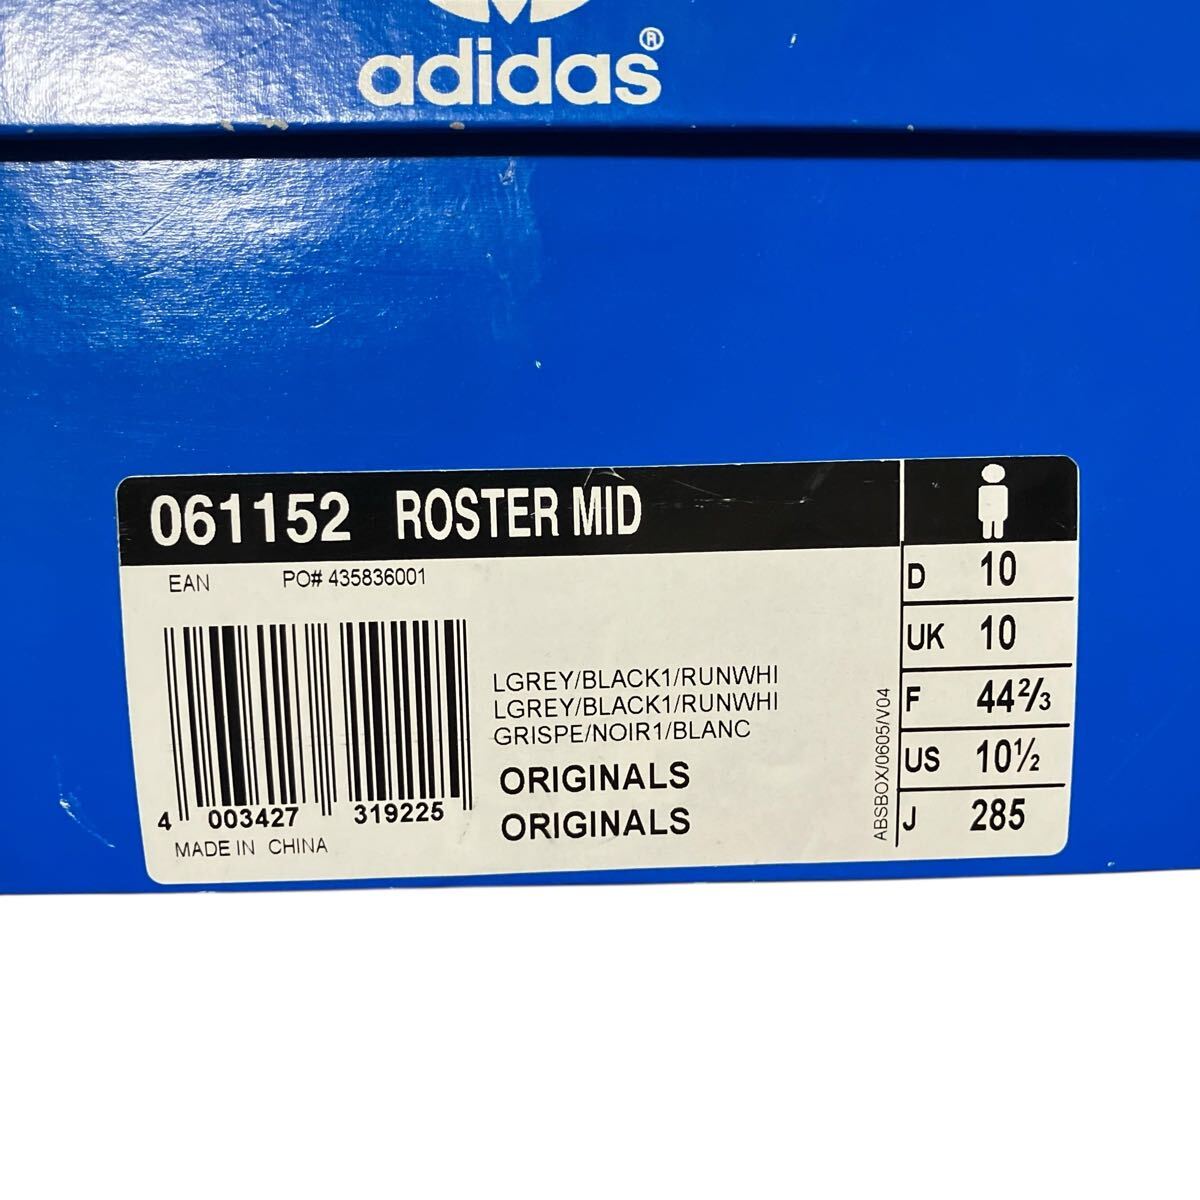 adidas®
061152 ROSTER MID
EAN PO# 435836001
D 10
UK 10
F 44⅔
US 10½
J 285
LGREY/BLACK1/RUNWHI
LGREY/BLACK1/RUNWHI
GRISPE/NOIR1/BLANC
ORIGINALS
ORIGINALS
4 003427 319225
MADE IN CHINA
ABSBOX/0605/V04